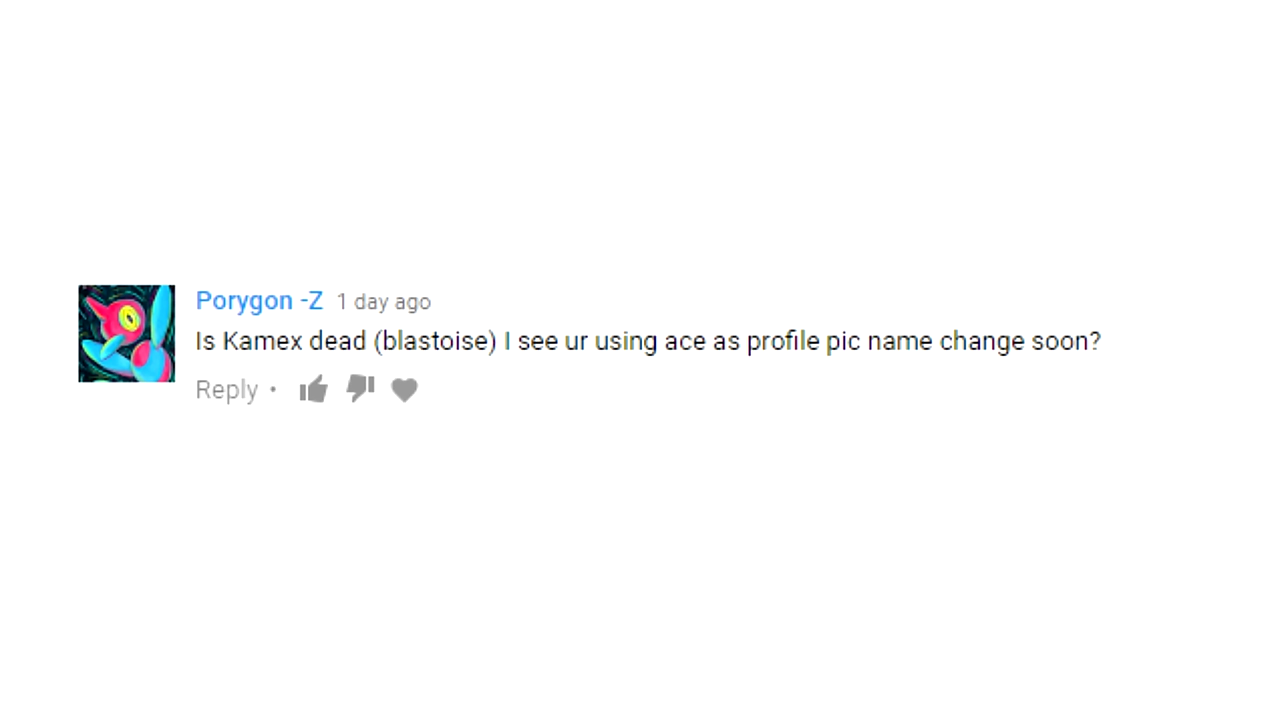 Porygon -Z 1 day ago
Is Kamex dead (blastoise) I see ur using ace as profile pic name change soon?
Reply •